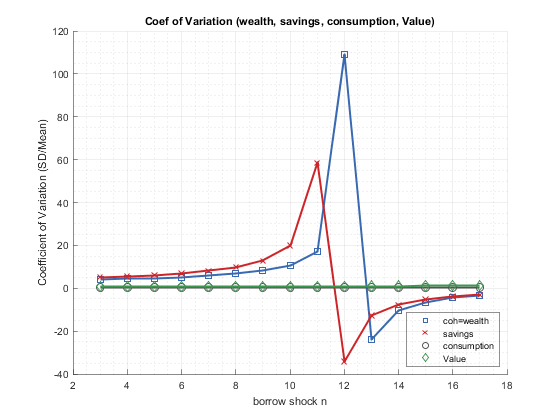 Coef of Variation (wealth, savings, consumption, Value)
120
100
80
60
40
20
0
-20
-40
Coefficient of Variation (SD/Mean)
2
4
6
8
10
12
14
16
18
borrow shock n
coh=wealth
savings
consumption
Value